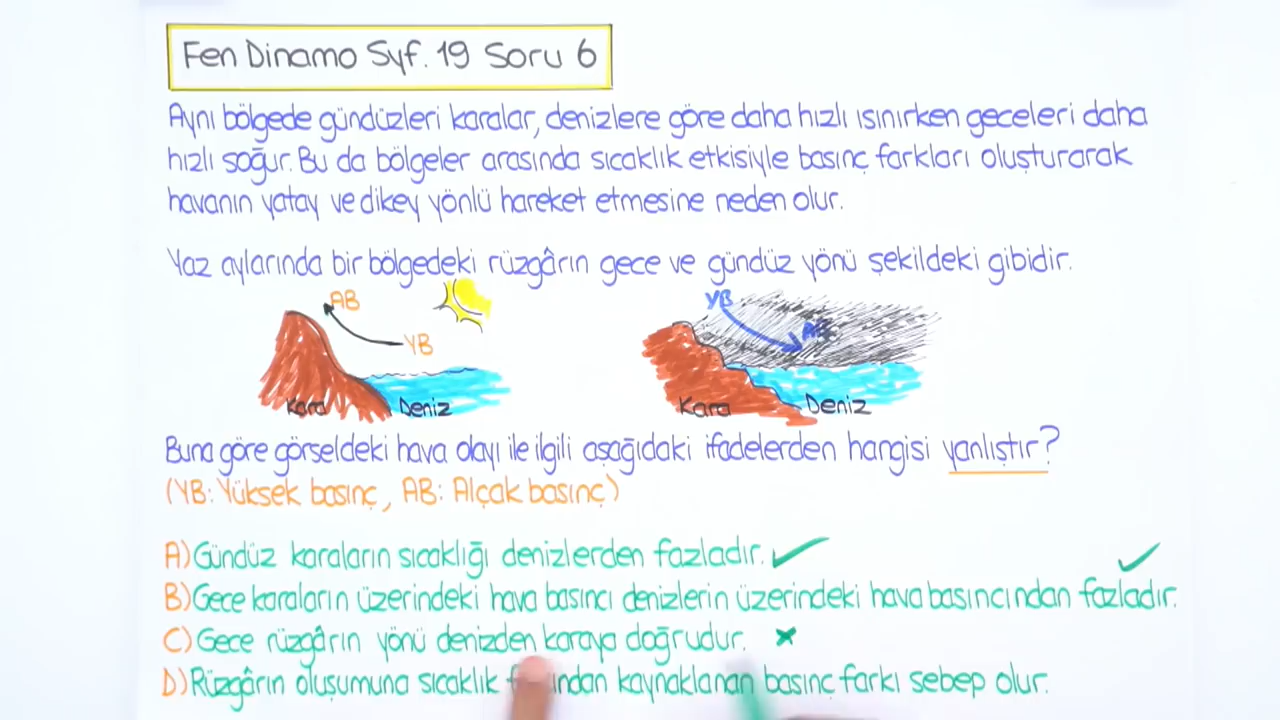 Fen Dinamo Syf. 19 Soru 6
Aynı bölgede gündüzleri karalar, denizlere göre daha hızlı ısınırken geceleri daha
hızlı soğur. Bu da bölgeler arasında sıcaklık etkisiyle basınç farkları oluşturarak
havanın yatay ve dikey yönlü hareket etmesine neden olur.
Yaz aylarında bir bölgedeki rüzgârın gece ve gündüz yönü şekildeki gibidir.
AB
YB
Kara
Deniz
YB
AB
Kara
Deniz
Buna göre görseldeki hava olayı ile ilgili aşağıdaki ifadelerden hangisi yanlıştır?
(YB: Yüksek basınç, AB: Alçak basınç)
A) Gündüz karaların sıcaklığı denizlerden fazladır.
B) Gece karaların üzerindeki hava basıncı denizlerin üzerindeki hava basıncından fazladır.
C) Gece rüzgârın yönü denizden karaya doğrudur.
D) Rüzgârın oluşumuna sıcaklık kaynaklanan basınç farkı sebep olur.